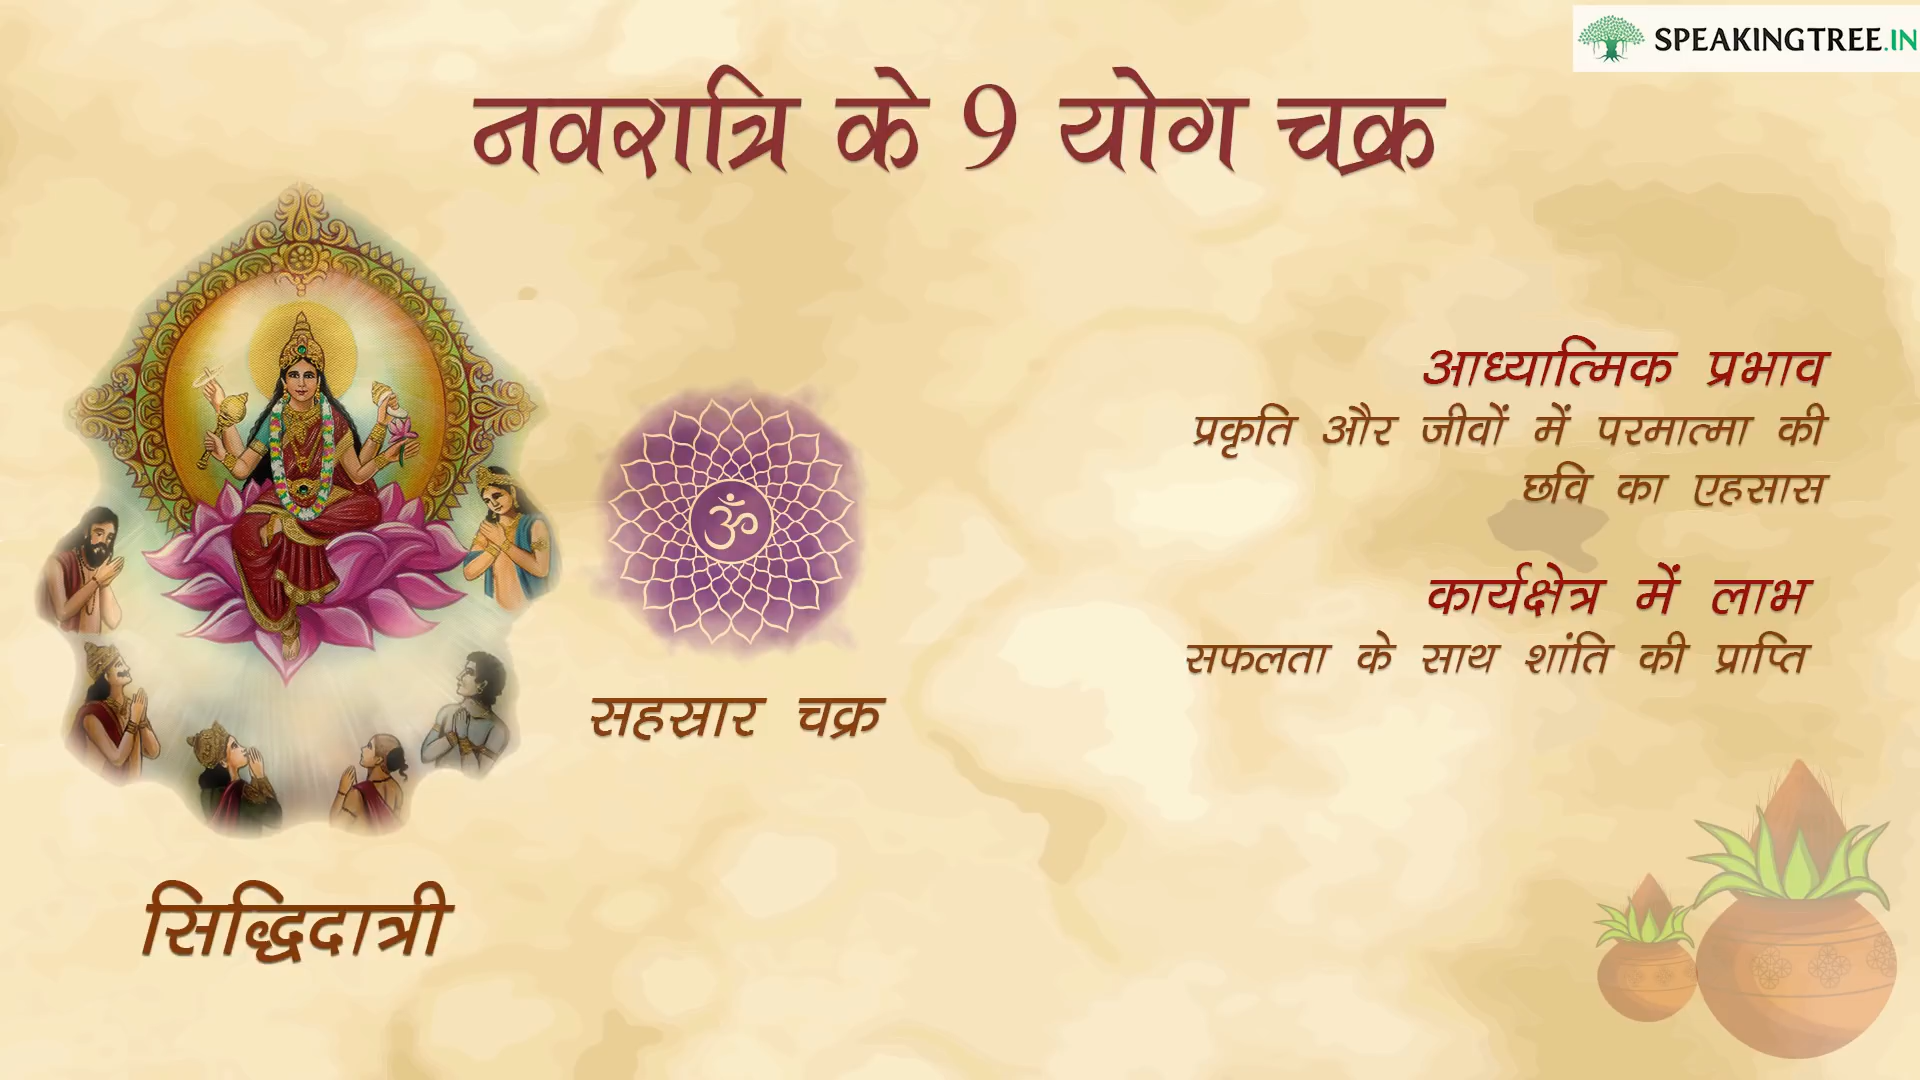 SPEAKINGTREE.IN
नवरात्रि के 9 योग चक्र
आध्यात्मिक प्रभाव
प्रकृति और जीवों में परमात्मा की
छवि का एहसास
कार्यक्षेत्र में लाभ
सफलता के साथ शांति की प्राप्ति
ॐ
सहस्रार चक्र
सिद्धिदात्री